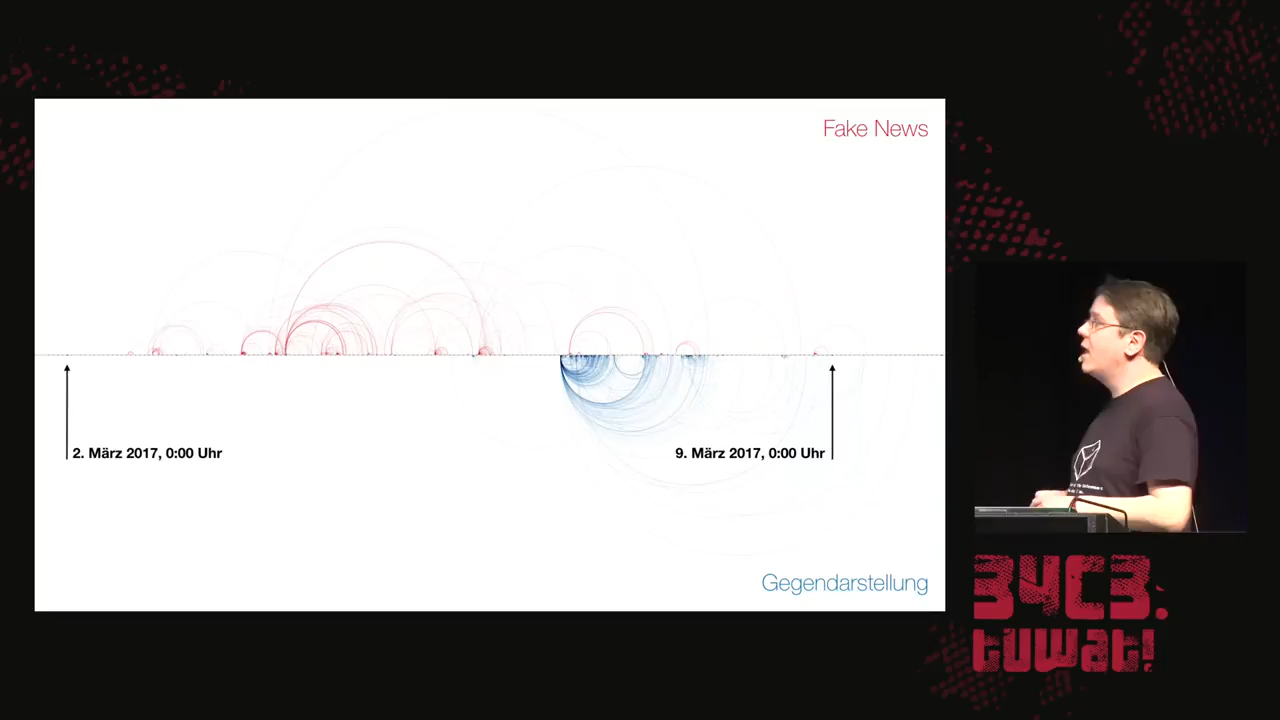 Fake News
2. März 2017, 0:00 Uhr
9. März 2017, 0:00 Uhr
Gegendarstellung
34C3.
tuwat!